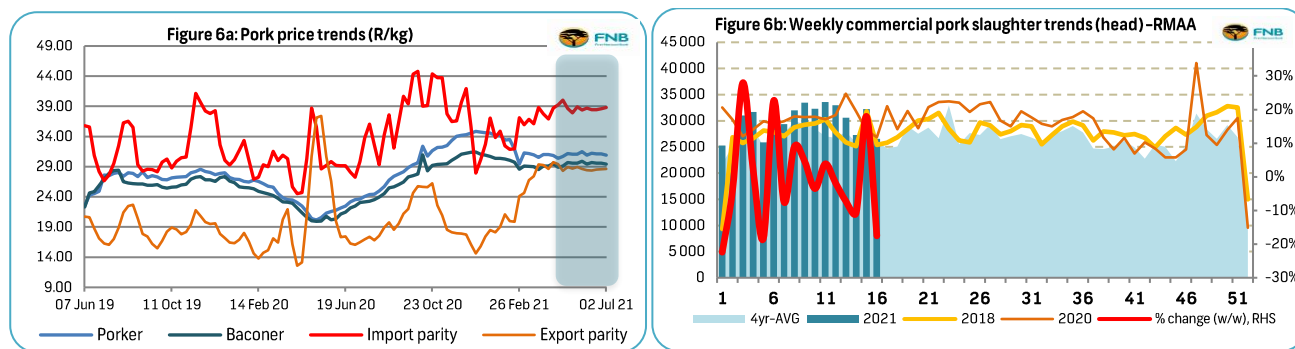 Figure 6a: Pork price trends (R/kg)
FNB
49.00
44.00
39.00
34.00
29.00
24.00
19.00
14.00
9.00
07 Jun 19
11 Oct 19
14 Feb 20
19 Jun 20
23 Oct 20
26 Feb 21
02 Jul 21
Porker
Baconer
Import parity
Export parity
Figure 6b: Weekly commercial pork slaughter trends (head) -RMAA
FNB
45 000
40 000
35 000
30 000
25 000
20 000
15 000
10 000
5 000
0
30%
20%
10%
0%
-10%
-20%
-30%
1
6
11
16
21
26
31
36
41
46
51
4yr-AVG
2021
2018
2020
% change (w/w), RHS